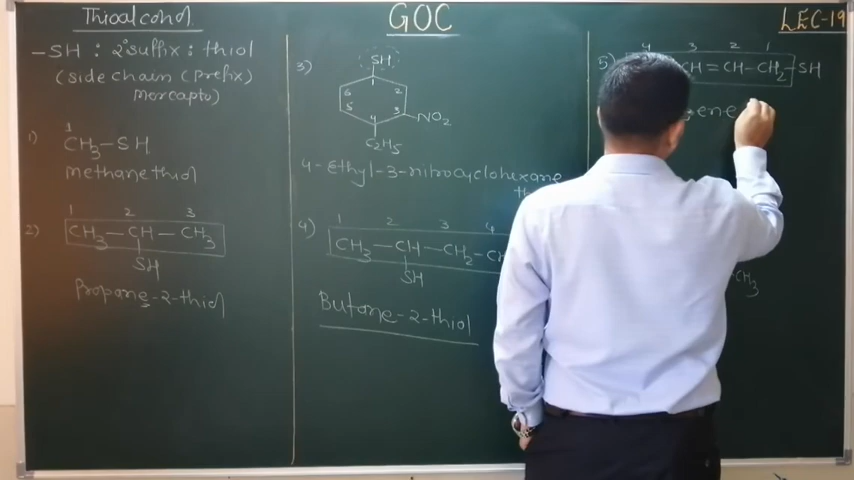 Thioalcohol
GOC
LEC-19
-SH : 2° suffix : thiol
(side chain (prefix)
Mercapto)
1)
1
CH3-SH
methanethiol
2)
1 2 3
CH3-CH-CH3
SH
Propane-2-thiol
3)
SH
1
6 2
5 3
4
NO2
C2H5
4-Ethyl-3-nitrocyclohexane
th
4)
1 2 3 4
CH3-CH-CH2-CH
SH
Butane-2-thiol
5)
4 3 2 1
CH=CH-CH2-SH
ene
CH3